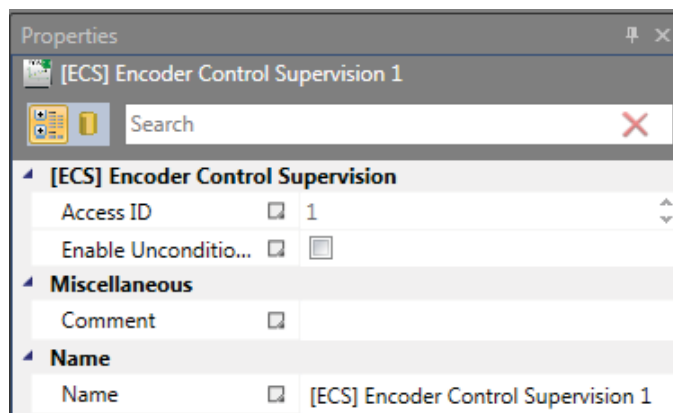 Properties
[ECS] Encoder Control Supervision 1
Search
[ECS] Encoder Control Supervision
Access ID 1
Enable Unconditio...
Miscellaneous
Comment
Name
Name [ECS] Encoder Control Supervision 1